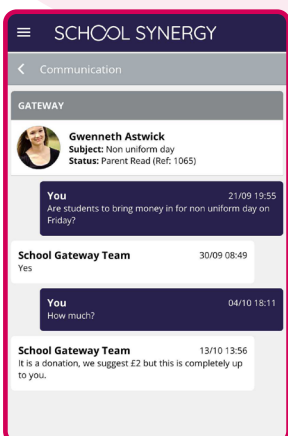 SCHOOL SYNERGY
Communication
GATEWAY
Gwenneth Astwick
Subject: Non uniform day
Status: Parent Read (Ref: 1065)
You 21/09 19:55
Are students to bring money in for non uniform day on
Friday?
School Gateway Team 30/09 08:49
Yes
You 04/10 18:11
How much?
School Gateway Team 13/10 13:56
It is a donation, we suggest £2 but this is completely up
to you.